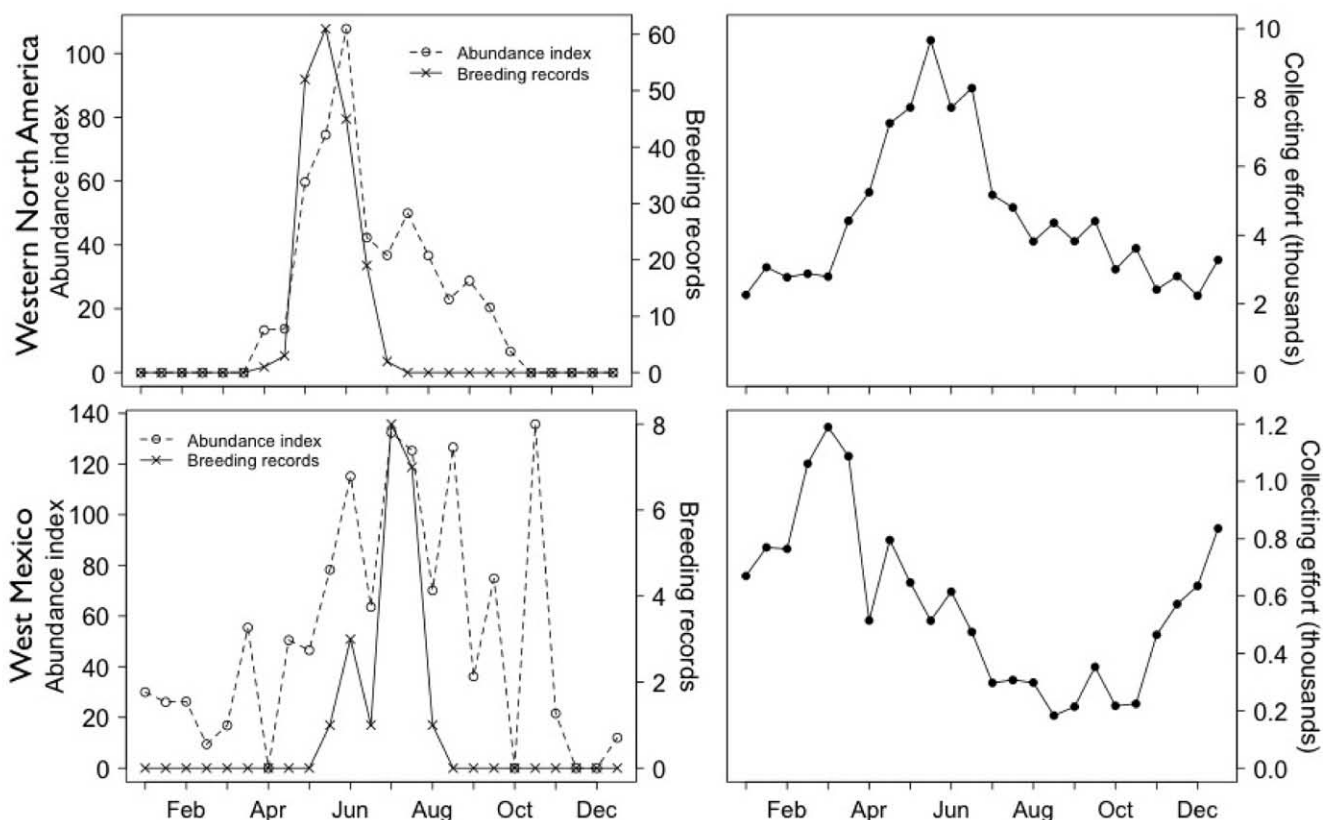 Western North America
Abundance index
100
80
60
40
20
0
Abundance index
Breeding records
60
50
40
30
20
10
0
Breeding records
10
8
6
4
2
0
Collecting effort (thousands)
West Mexico
Abundance index
140
120
100
80
60
40
20
0
Abundance index
Breeding records
8
6
4
2
0
Breeding records
Feb Apr Jun Aug Oct Dec
1.2
1.0
0.8
0.6
0.4
0.2
0.0
Collecting effort (thousands)
Feb Apr Jun Aug Oct Dec